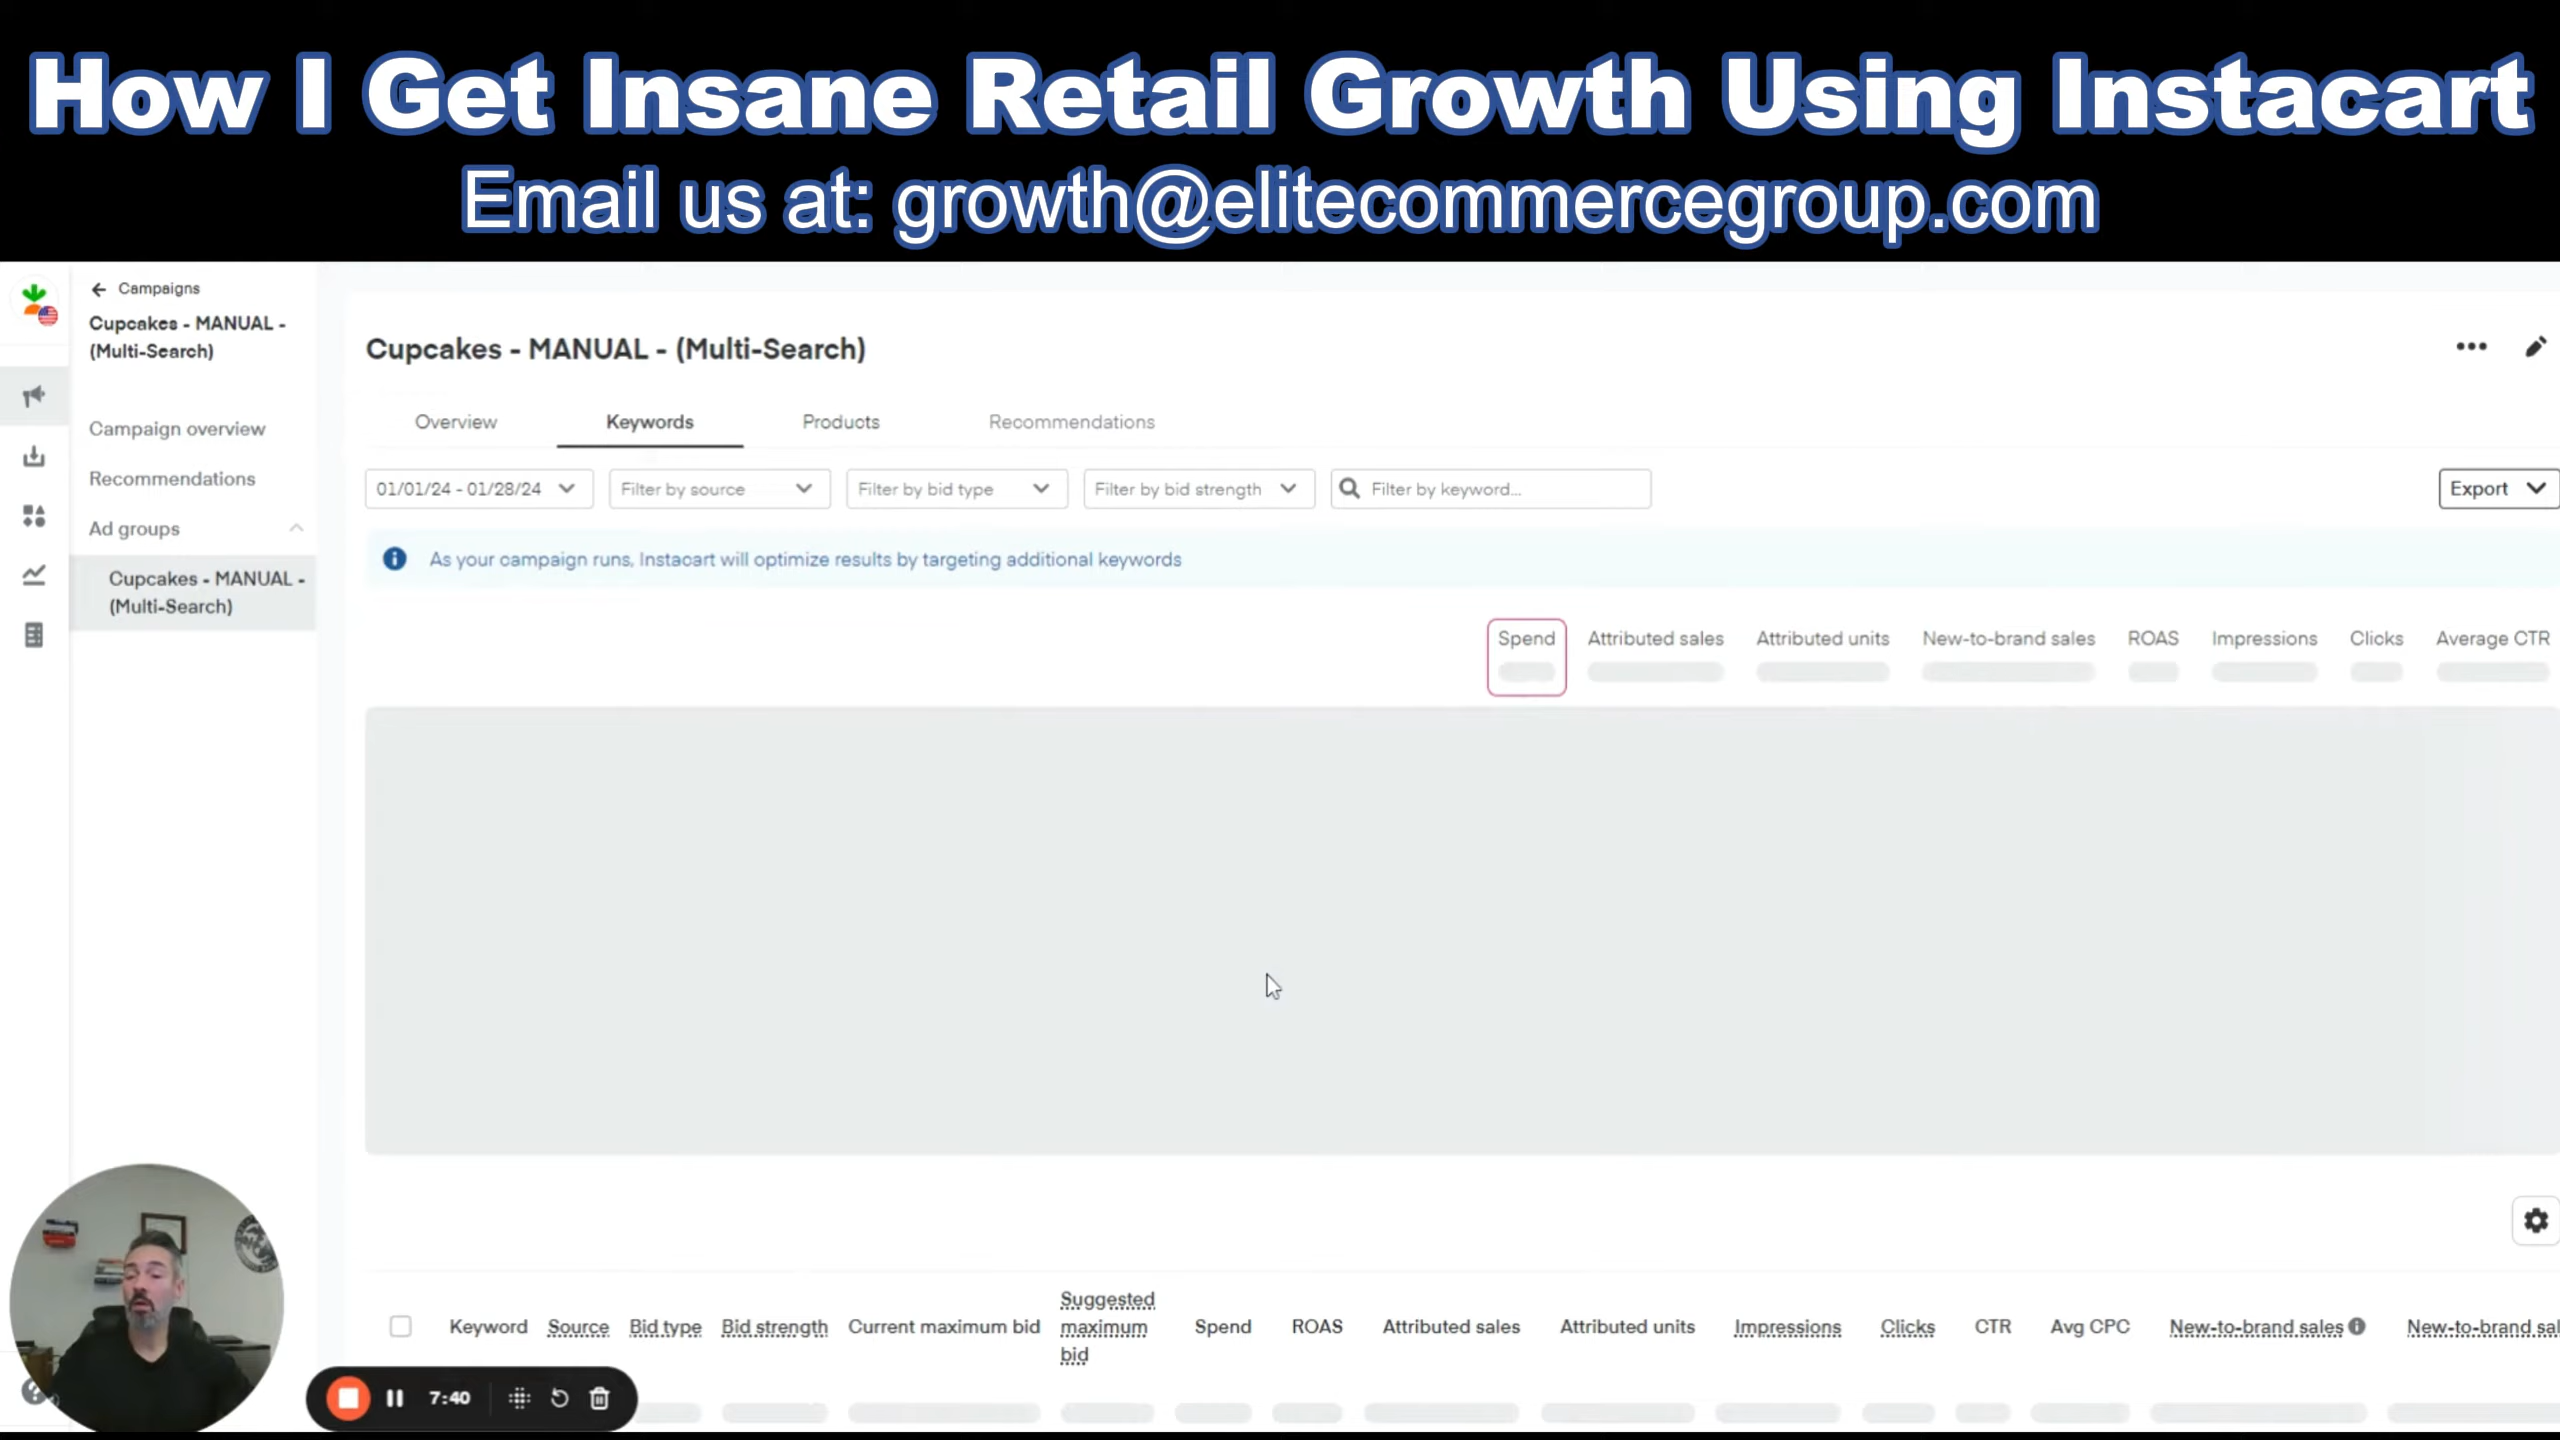 How I Get Insane Retail Growth Using Instacart
Email us at: growth@elitecommercegroup.com
Campaigns
Cupcakes - MANUAL -
(Multi-Search)
Campaign overview
Recommendations
Ad groups
Cupcakes - MANUAL -
(Multi-Search)
Cupcakes - MANUAL - (Multi-Search)
Overview Keywords Products Recommendations
01/01/24 - 01/28/24 Filter by source Filter by bid type Filter by bid strength Filter by keyword... Export
As your campaign runs, Instacart will optimize results by targeting additional keywords
Spend Attributed sales Attributed units New-to-brand sales ROAS Impressions Clicks Average CTR
Keyword Source Bid type Bid strength Current maximum bid Suggested maximum bid Spend ROAS Attributed sales Attributed units Impressions Clicks CTR Avg CPC New-to-brand sales New-to-brand sal
7:40